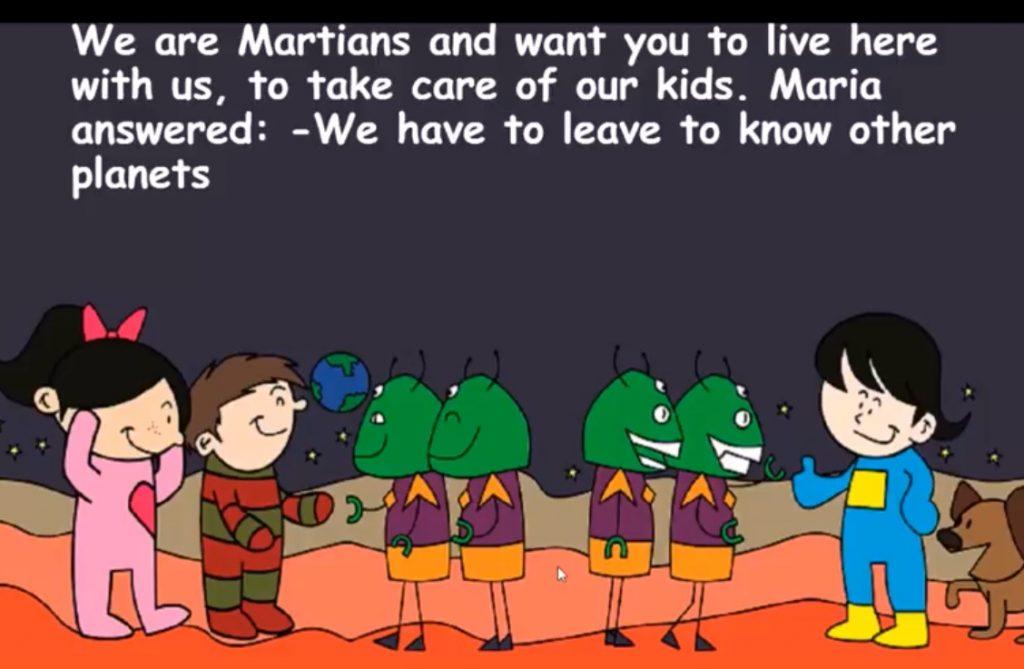 We are Martians and want you to live here
with us, to take care of our kids. Maria
answered: -We have to leave to know other
planets